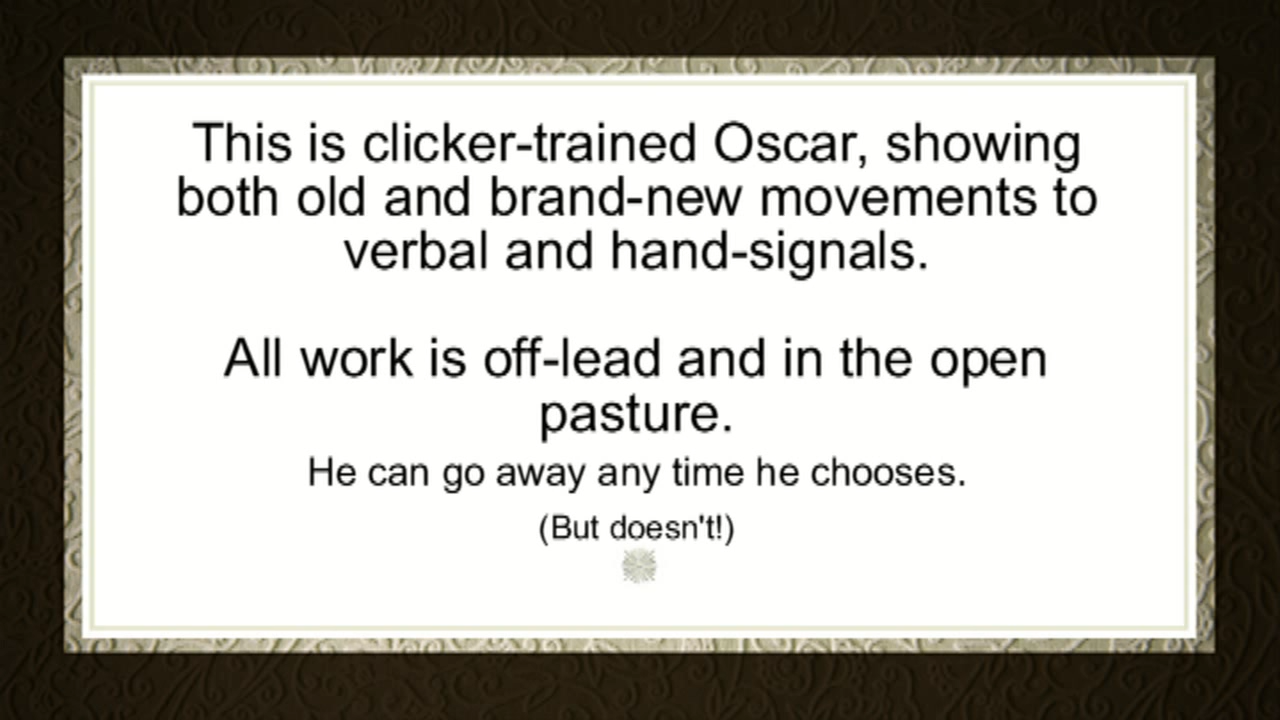 This is clicker-trained Oscar, showing
both old and brand-new movements to
verbal and hand-signals.
All work is off-lead and in the open
pasture.
He can go away any time he chooses.
(But doesn't!)